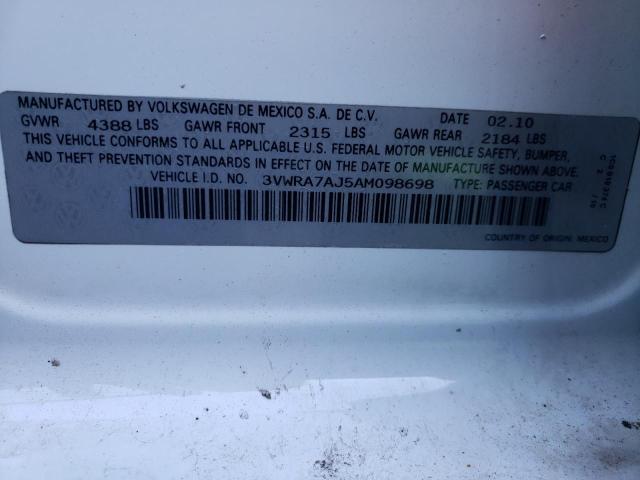 MANUFACTURED BY VOLKSWAGEN DE MEXICO S.A. DE C.V. DATE 02.10
GVWR 4388 LBS GAWR FRONT 2315 LBS GAWR REAR 2184 LBS
THIS VEHICLE CONFORMS TO ALL APPLICABLE U.S. FEDERAL MOTOR VEHICLE SAFETY, BUMPER,
AND THEFT PREVENTION STANDARDS IN EFFECT ON THE DATE OF MANUFACTURE SHOWN ABOVE.
VEHICLE I.D. NO. 3VWRA7AJ5AM098698 TYPE: PASSENGER CAR
COUNTRY OF ORIGIN: MEXICO